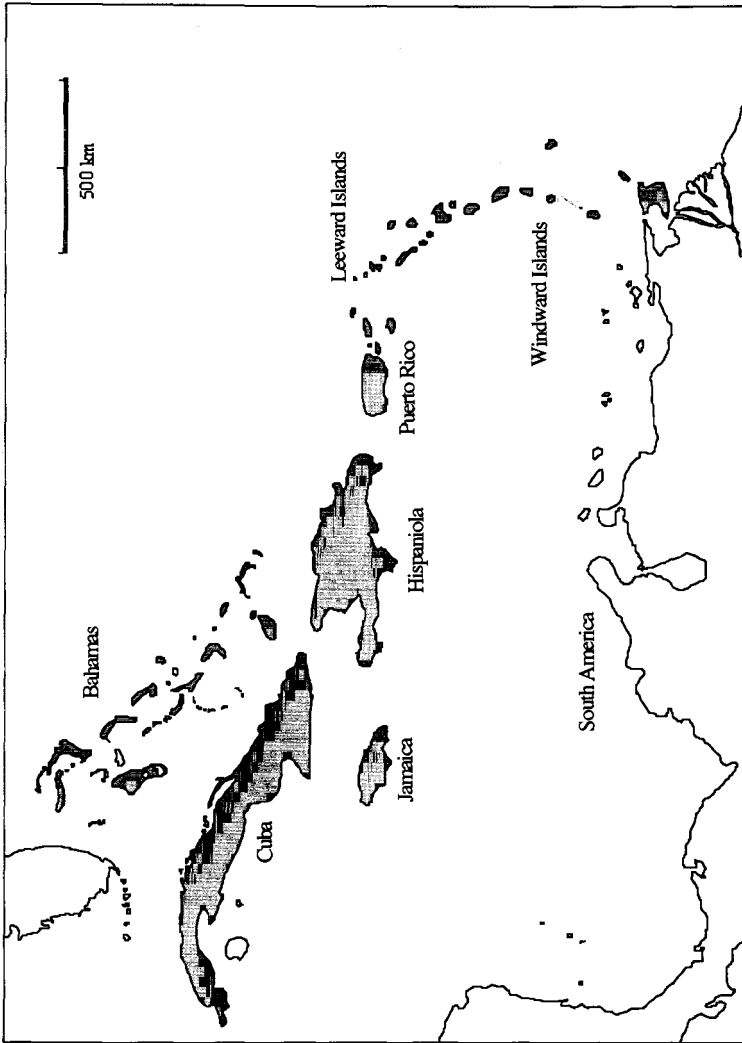 500 km
Bahamas
Leeward Islands
Cuba
Puerto Rico
Hispaniola
Jamaica
Windward Islands
South America